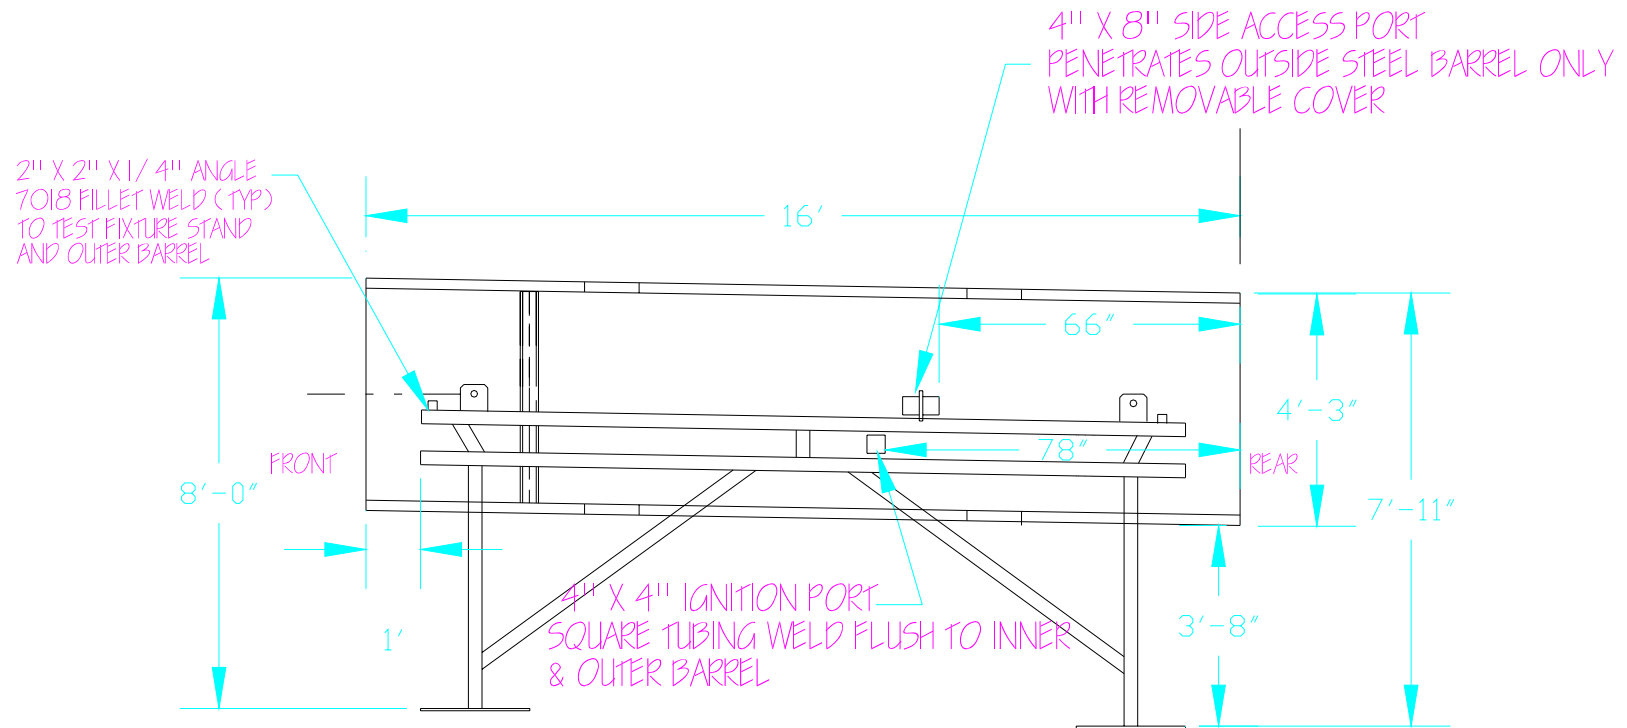 4" X 8" SIDE ACCESS PORT
PENETRATES OUTSIDE STEEL BARREL ONLY
WITH REMOVABLE COVER
2" X 2" X 1/4" ANGLE
7018 FILLET WELD (TYP)
TO TEST FIXTURE STAND
AND OUTER BARREL
16'
66"
4'-3"
78"
FRONT
REAR
8'-0"
7'-11"
4" X 4" IGNITION PORT
SQUARE TUBING WELD FLUSH TO INNER
& OUTER BARREL
1'
3'-8"